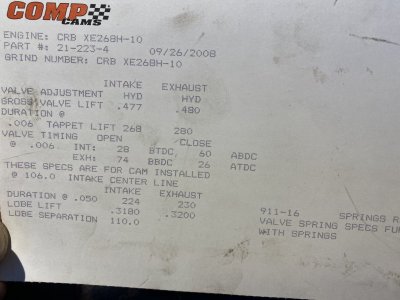 COMP
CAMS
ENGINE: CRB XE268H-10
PART #: 21-223-4 09/26/2008
GRIND NUMBER: CRB XE268H-10
INTAKE EXHAUST
VALVE ADJUSTMENT HYD HYD
GROSS VALVE LIFT .477 .480
DURATION @
.006 TAPPET LIFT 268 280
VALVE TIMING OPEN CLOSE
@ .006 INT: 28 BTDC 60 ABDC
EXH: 74 BBDC 26 ATDC
THESE SPECS ARE FOR CAM INSTALLED
@ 106.0 INTAKE CENTER LINE
INTAKE EXHAUST
DURATION @ .050 224 230
LOBE LIFT .3180 .3200
LOBE SEPARATION 110.0
911-16 SPRINGS R
VALVE SPRING SPECS FU
WITH SPRINGS